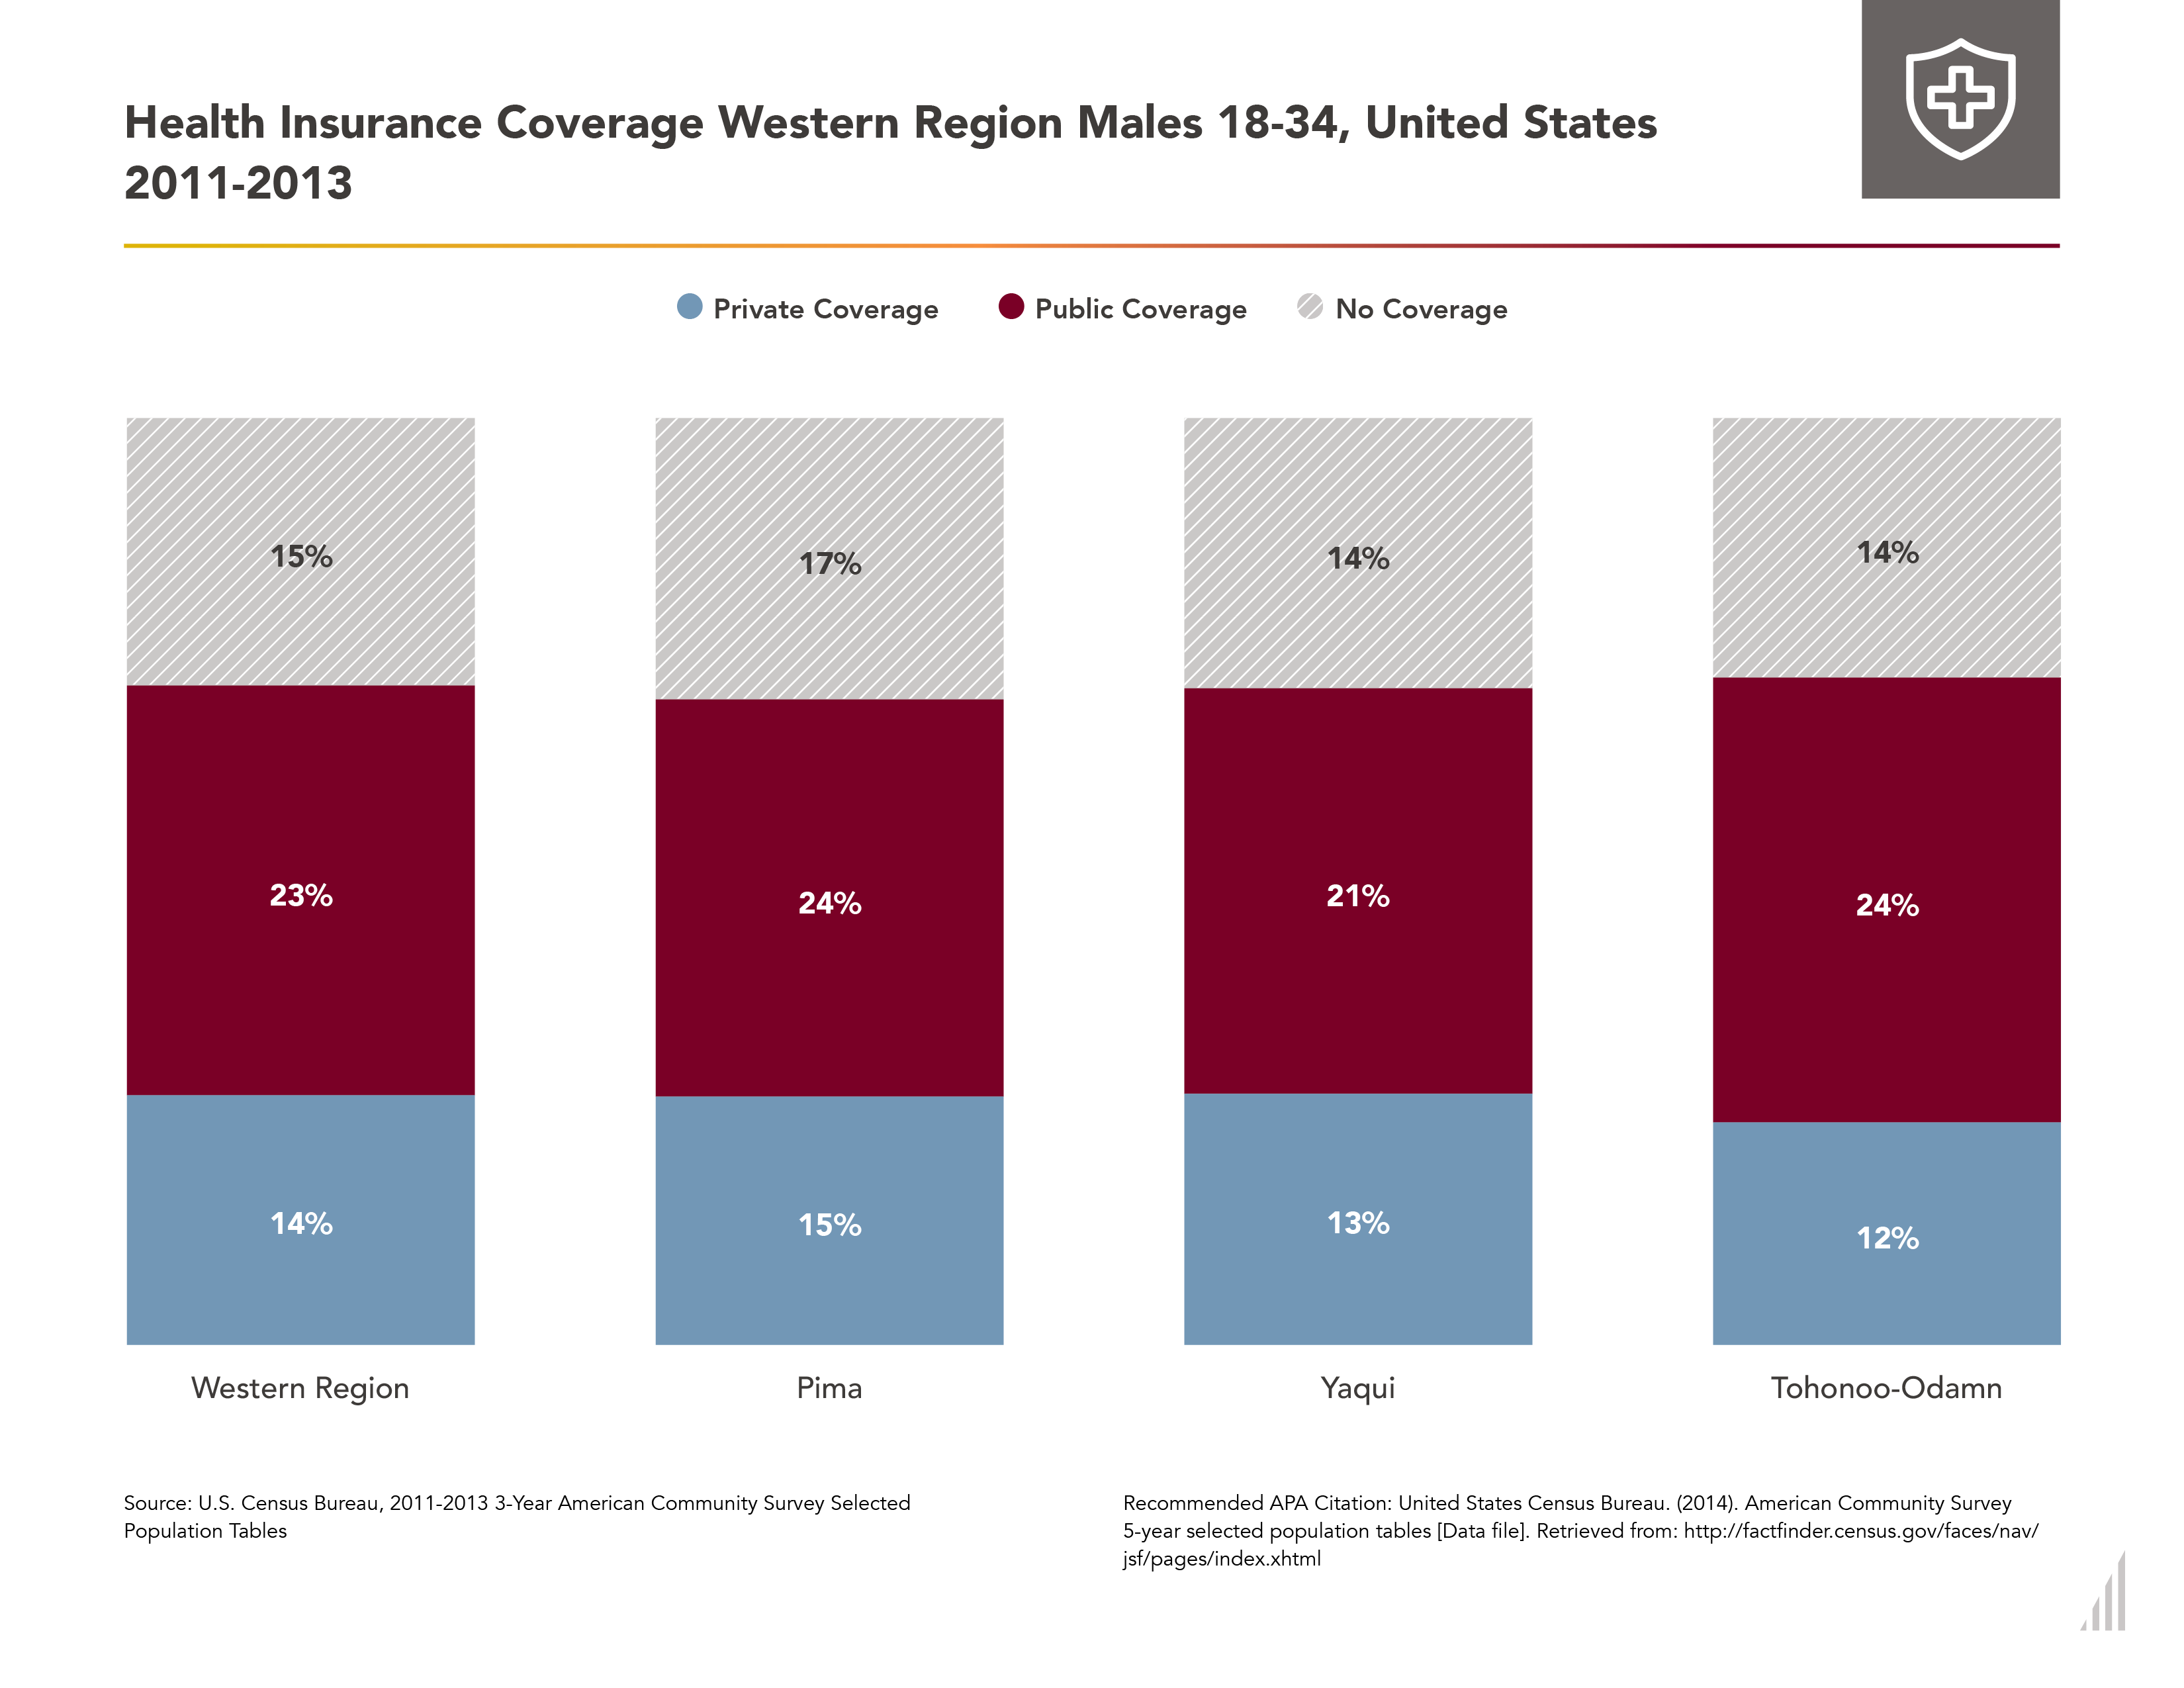 Health Insurance Coverage Western Region Males 18-34, United States
2011-2013
Private Coverage
Public Coverage
No Coverage
15%
17%
14%
14%
23%
24%
21%
24%
14%
15%
13%
12%
Western Region
Pima
Yaqui
Tohonoo-Odamn
Source: U.S. Census Bureau, 2011-2013 3-Year American Community Survey Selected
Population Tables
Recommended APA Citation: United States Census Bureau. (2014). American Community Survey
5-year selected population tables [Data file]. Retrieved from: http://factfinder.census.gov/faces/nav/
jsf/pages/index.xhtml